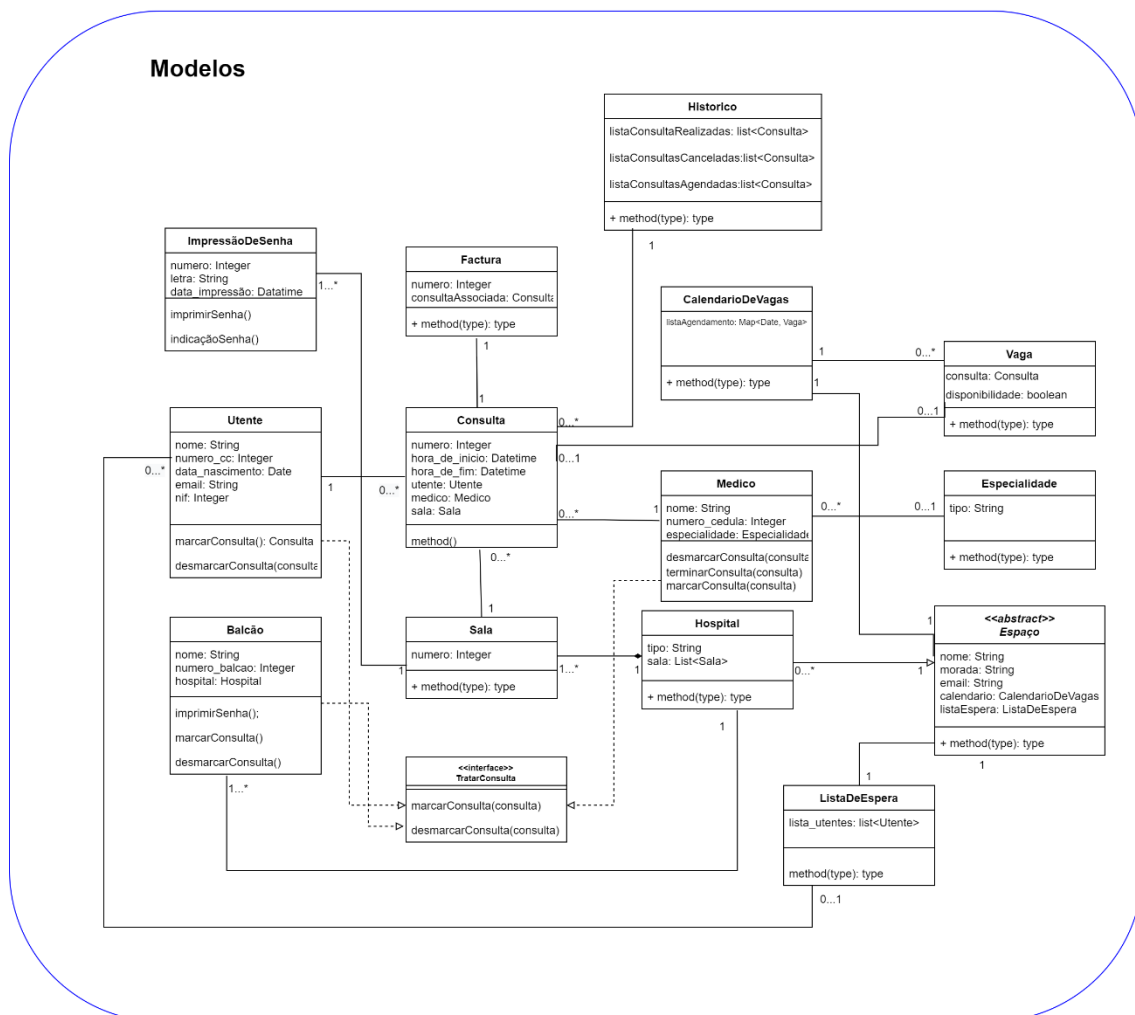 Modelos
Historico
listaConsultaRealizadas: list<Consulta>
listaConsultasCanceladas:list<Consulta>
listaConsultasAgendadas:list<Consulta>
+ method(type): type
1
ImpressãoDeSenha
numero: Integer
letra: String
data_impressão: Datatime
imprimirSenha()
indicaçãoSenha()
1...*
Factura
numero: Integer
consultaAssociada: Consulta
+ method(type): type
1
1
CalendarioDeVagas
listaAgendamento: Map<Date, Vaga>
+ method(type): type
1
0...*
1
Vaga
consulta: Consulta
disponibilidade: boolean
+ method(type): type
0...1
Utente
nome: String
numero_cc: Integer
data_nascimento: Date
email: String
nif: Integer
marcarConsulta(): Consulta
desmarcarConsulta(consulta
0...*
1
0...*
Consulta
numero: Integer
hora_de_inicio: Datetime
hora_de_fim: Datetime
utente: Utente
medico: Medico
sala: Sala
method()
0...*
0...1
0...*
1
0...*
Medico
nome: String
numero_cedula: Integer
especialidade: Especialidade
desmarcarConsulta(consulta
terminarConsulta(consulta)
marcarConsulta(consulta)
0...*
0...1
Especialidade
tipo: String
+ method(type): type
Balcão
nome: String
numero_balcao: Integer
hospital: Hospital
imprimirSenha();
marcarConsulta()
desmarcarConsulta()
1...*
1
Sala
numero: Integer
+ method(type): type
1
1...*
1
Hospital
tipo: String
sala: List<Sala>
+ method(type): type
0...*
1
1
1
<<abstract>>
Espaço
nome: String
morada: String
email: String
calendario: CalendarioDeVagas
listaEspera: ListaDeEspera
+ method(type): type
1
<<interface>>
TratarConsulta
marcarConsulta(consulta)
desmarcarConsulta(consulta)
1
ListaDeEspera
lista_utentes: list<Utente>
method(type): type
0...1